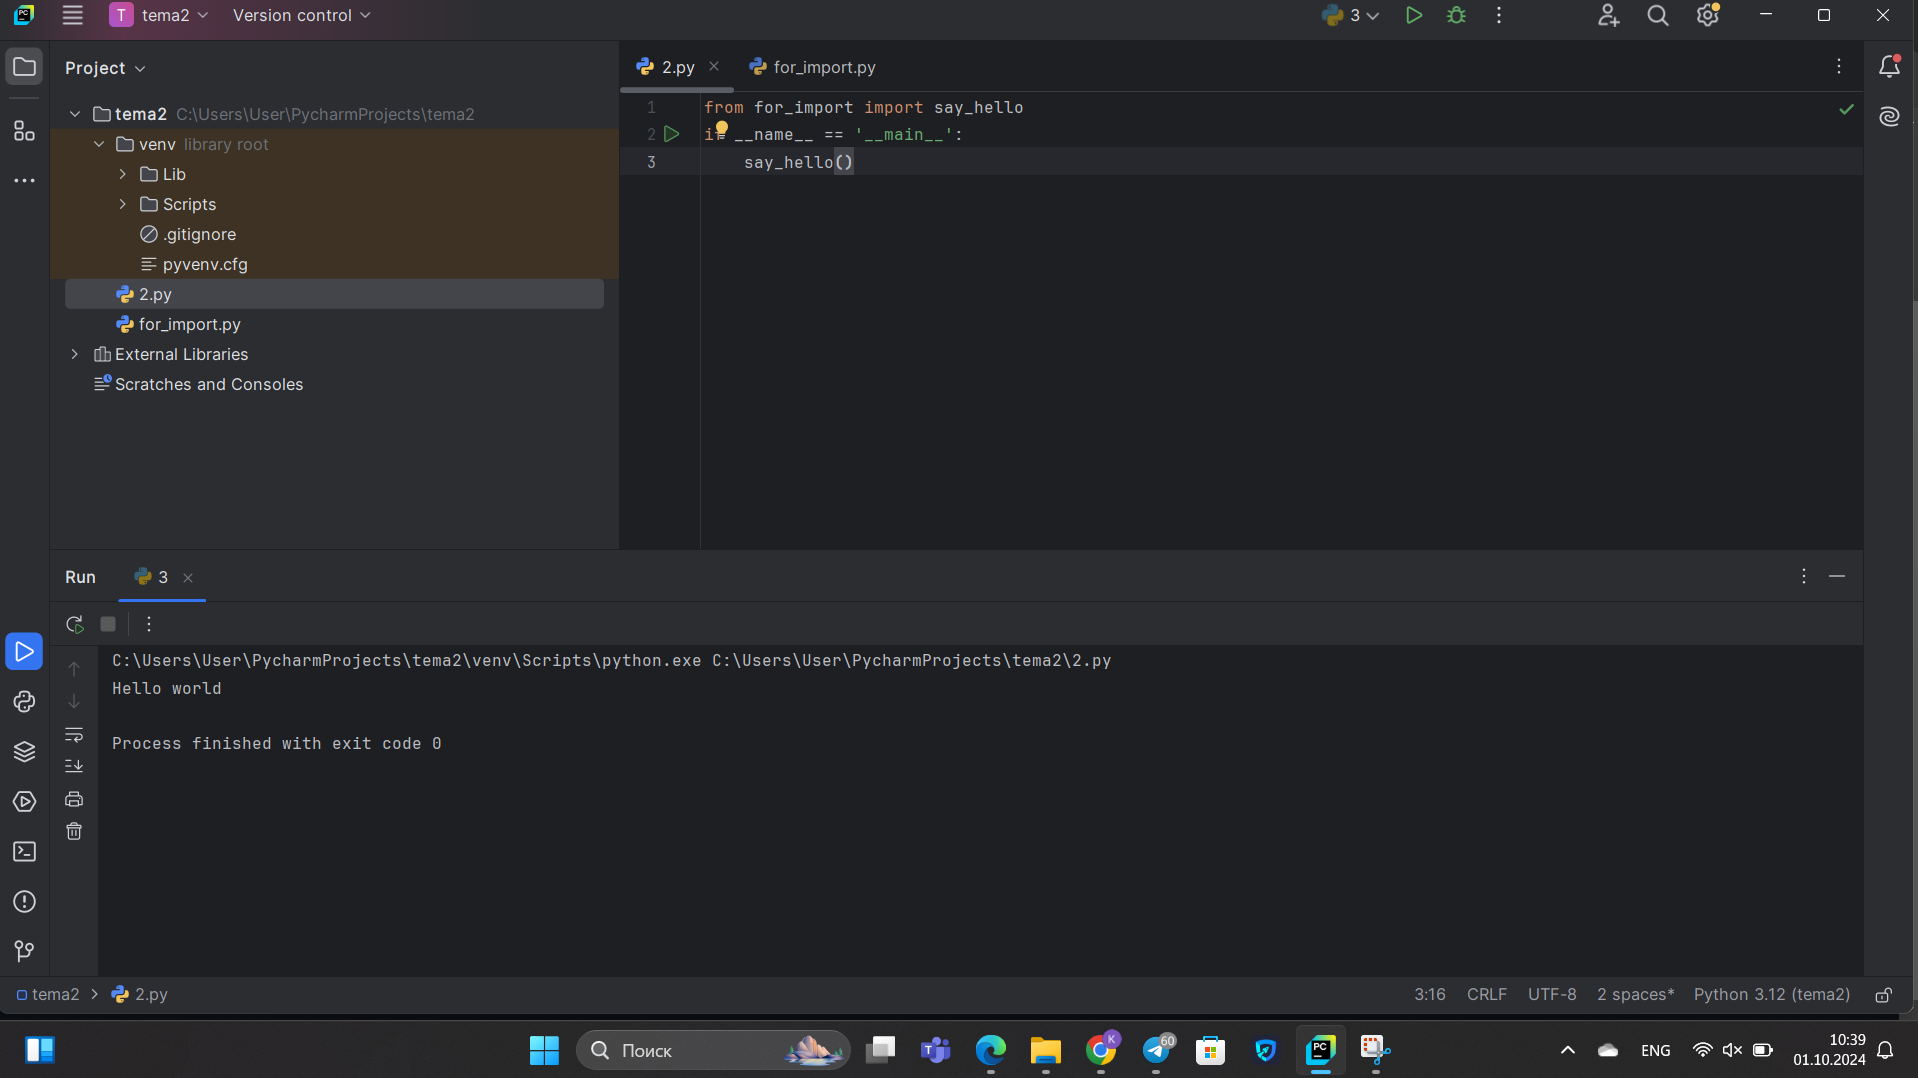 PC
T tema2 Version control
3
Project
2.py
for_import.py
tema2 C:\Users\User\PycharmProjects\tema2
venv library root
Lib
Scripts
.gitignore
pyvenv.cfg
2.py
for_import.py
External Libraries
Scratches and Consoles
1 from for_import import say_hello
2 if __name__ == '__main__':
3 say_hello()
Run 3
C:\Users\User\PycharmProjects\tema2\venv\Scripts\python.exe C:\Users\User\PycharmProjects\tema2\2.py
Hello world
Process finished with exit code 0
tema2 2.py
3:16 CRLF UTF-8 2 spaces* Python 3.12 (tema2)
Поиск
T
K
60
PC
ENG
10:39
01.10.2024